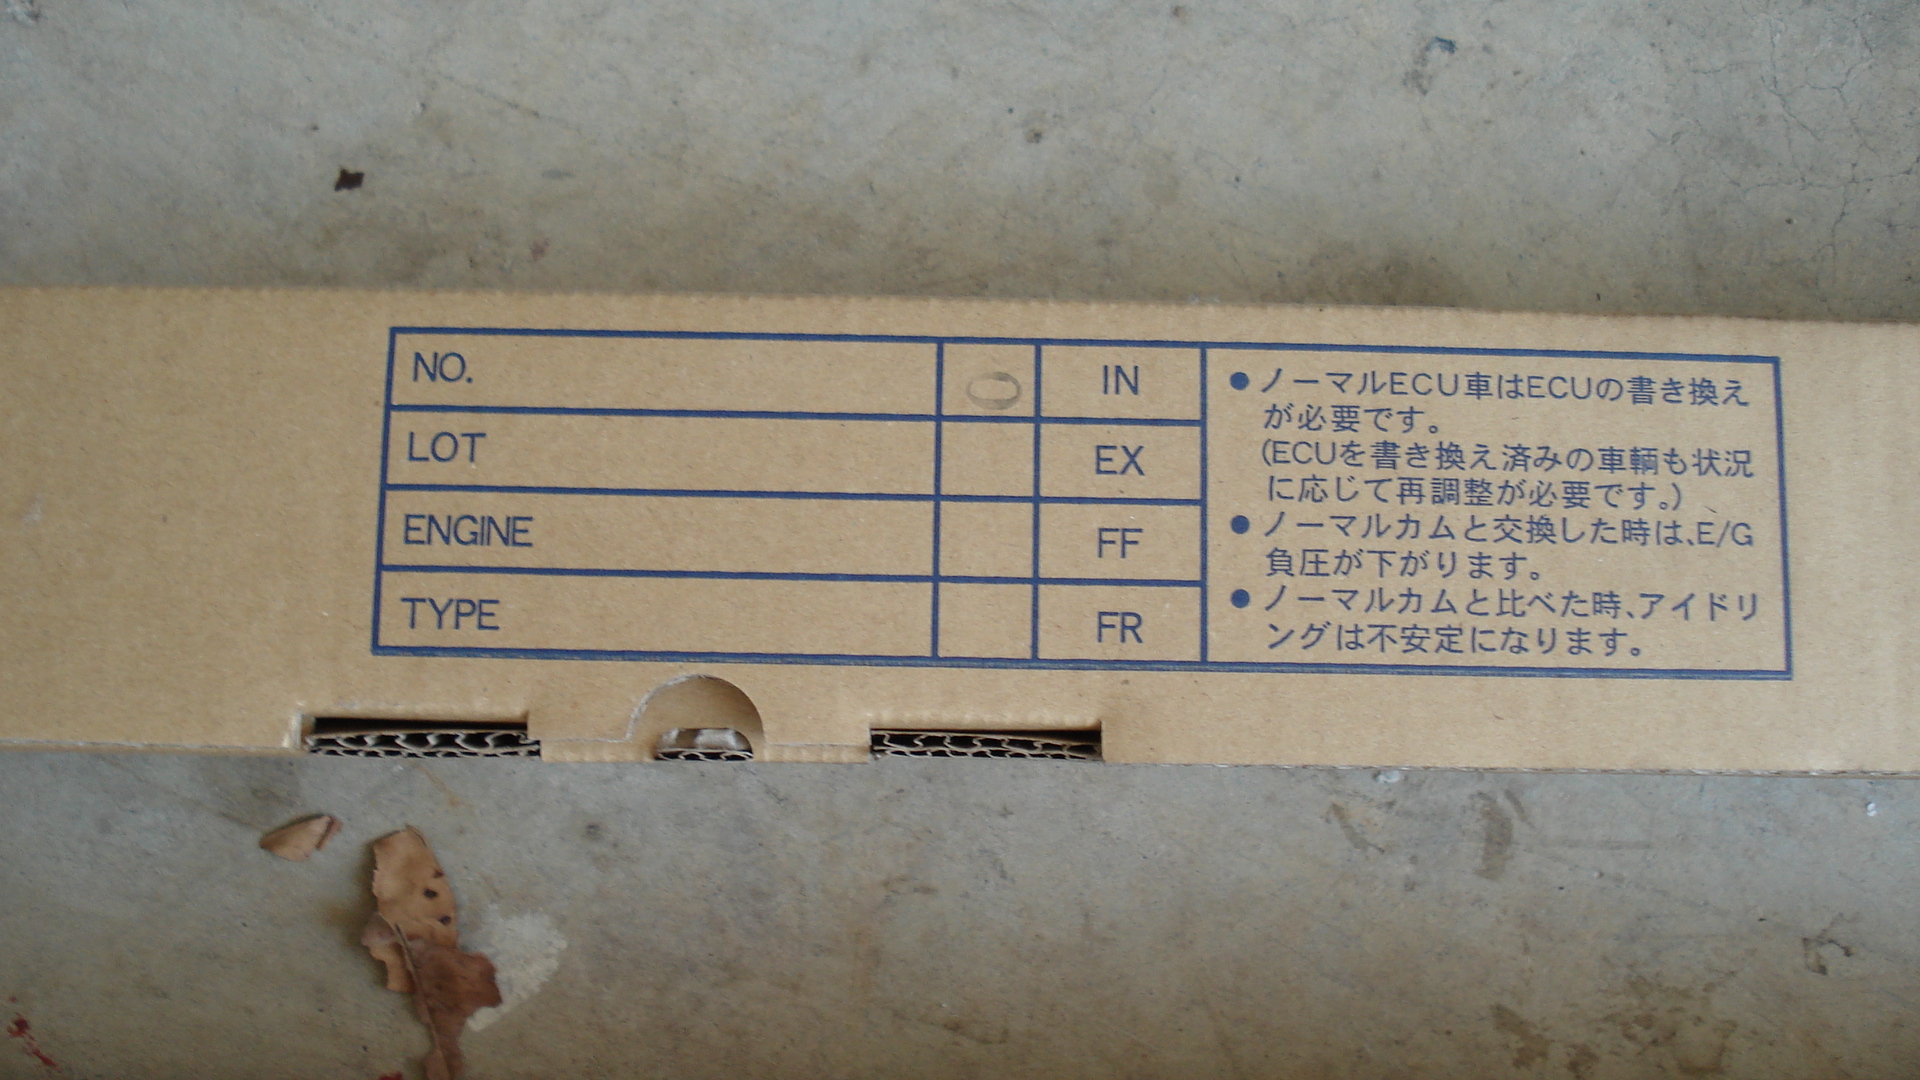 NO.
IN
LOT
EX
ENGINE
FF
TYPE
FR
●ノーマルECU車はECUの書き換え
が必要です。
(ECUを書き換え済みの車輌も状況
に応じて再調整が必要です。)
●ノーマルカムと交換した時は、E/G
負圧が下がります。
●ノーマルカムと比べた時、アイドリ
ングは不安定になります。